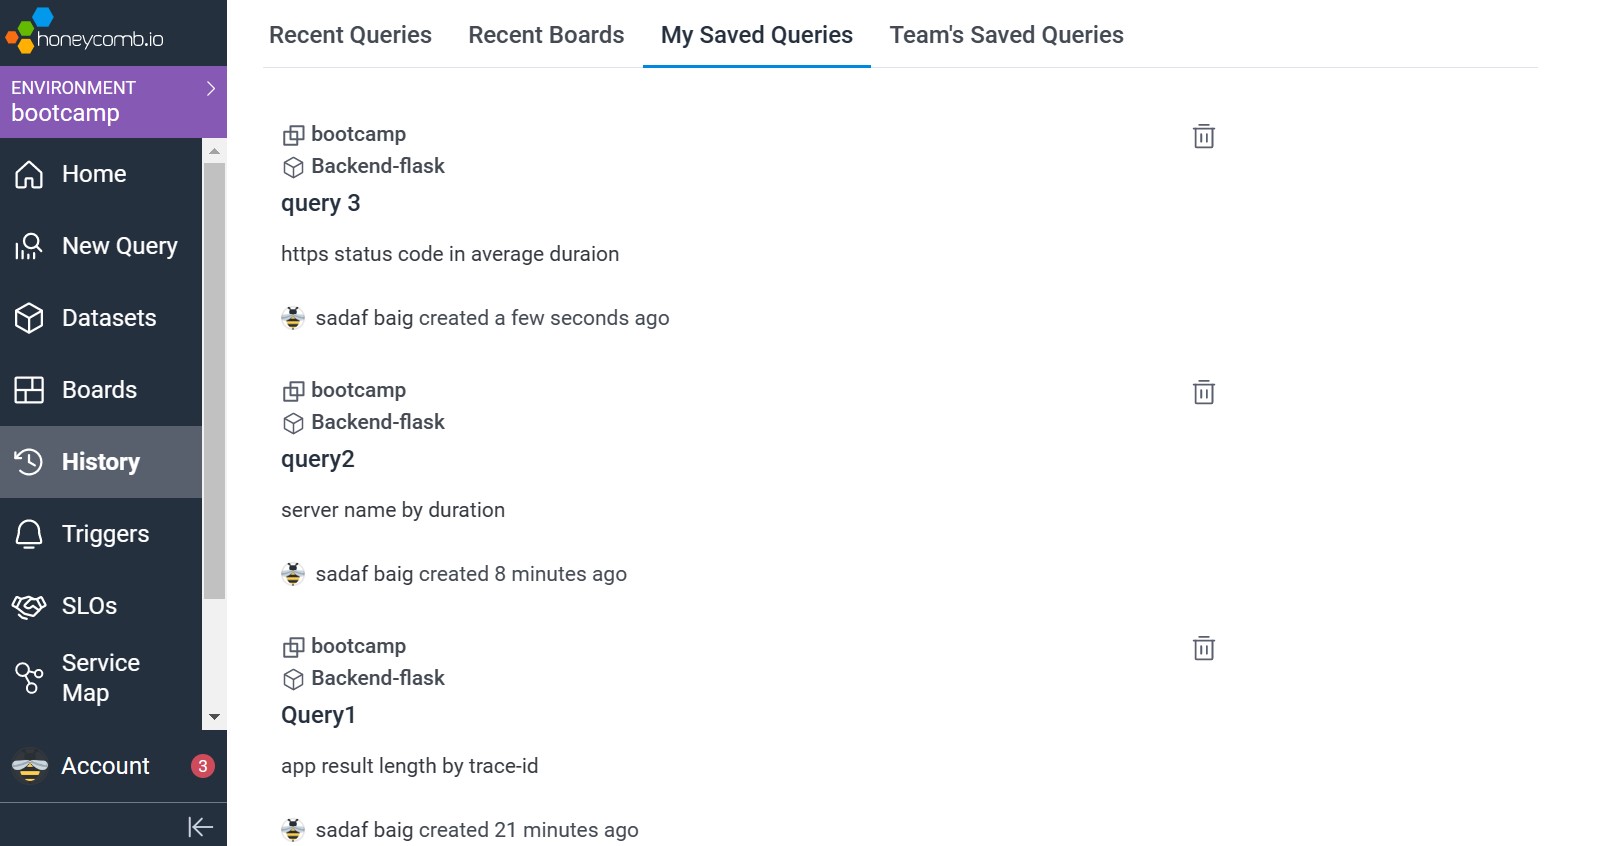 honeycomb.io
ENVIRONMENT
bootcamp
Home
New Query
Datasets
Boards
History
Triggers
SLOs
Service
Map
Account 3
Recent Queries Recent Boards My Saved Queries Team's Saved Queries
bootcamp
Backend-flask
query 3
https status code in average duraion
sadaf baig created a few seconds ago
bootcamp
Backend-flask
query2
server name by duration
sadaf baig created 8 minutes ago
bootcamp
Backend-flask
Query1
app result length by trace-id
sadaf baig created 21 minutes ago